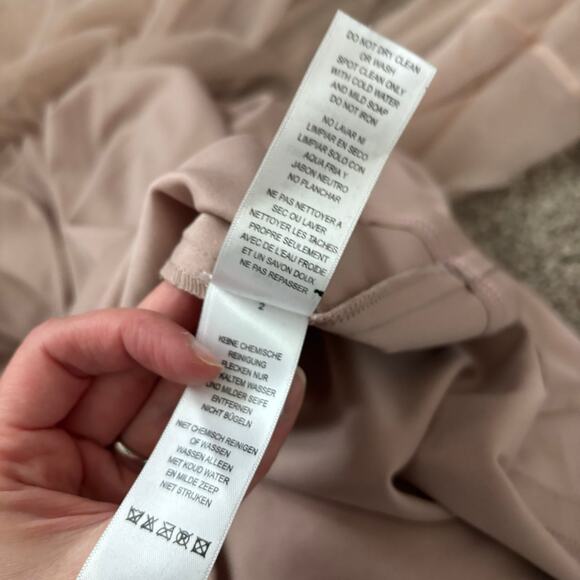 DO NOT DRY CLEAN
OR WASH
SPOT CLEAN ONLY
WITH COLD WATER
AND MILD SOAP
DO NOT IRON
NO LAVAR NI
LIMPIAR EN SECO
LIMPIAR SOLO CON
AQUA FRIA Y
JABON NEUTRO
NO PLANCHAR
NE PAS NETTOYER A
SEC OU LAVER
NETTOYER LES TACHES
PROPRE SEULEMENT
AVEC DE L'EAU FROIDE
ET UN SAVON DOUX
NE PAS REPASSER
2
KEINE CHEMISCHE
REINIGUNG
FLECKEN NUR
KALTEM WASSER
UND MILDER SEIFE
ENTFERNEN
NICHT BÜGELN
NIET CHEMISCH REINIGEN
OF WASSEN
WASSEN ALLEEN
MET KOUD WATER
EN MILDE ZEEP
NIET STRIJKEN